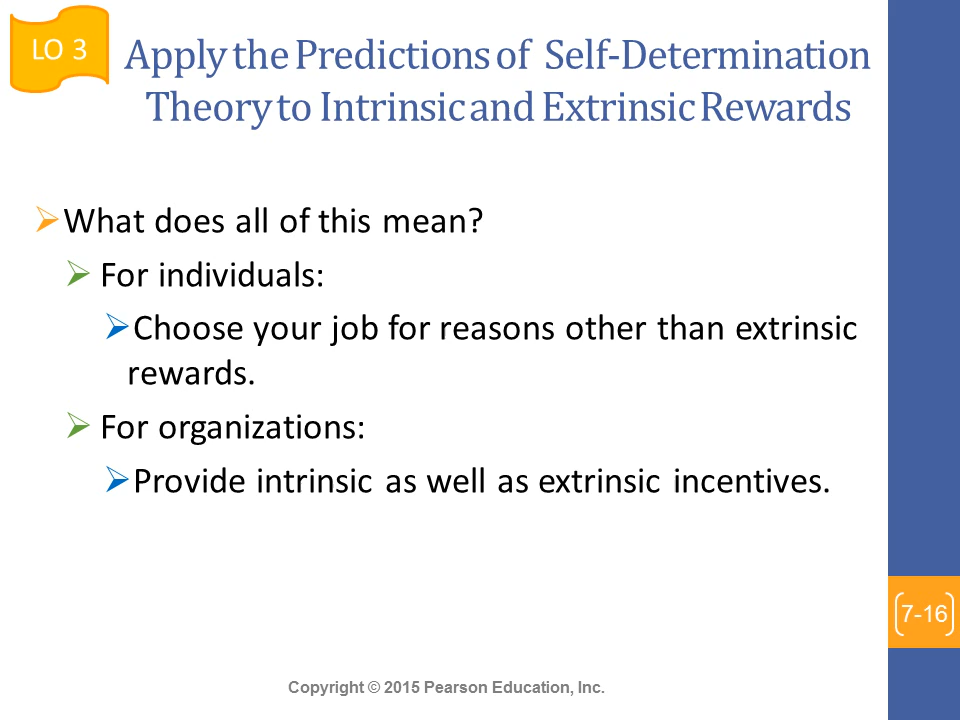 LO 3
Apply the Predictions of Self-Determination
Theory to Intrinsic and Extrinsic Rewards
What does all of this mean?
For individuals:
Choose your job for reasons other than extrinsic
rewards.
For organizations:
Provide intrinsic as well as extrinsic incentives.
7-16
Copyright © 2015 Pearson Education, Inc.